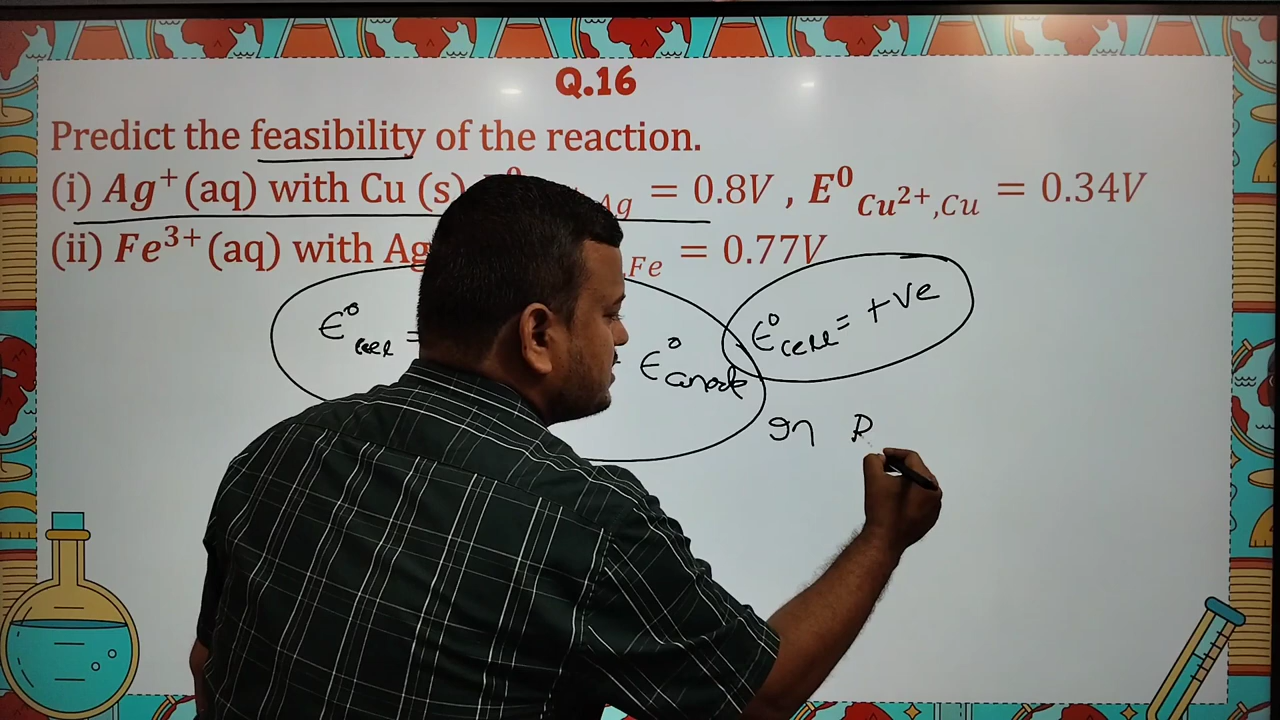 Q.16
Predict the feasibility of the reaction.
(i) Ag⁺(aq) with Cu (s) Ag = 0.8V , E⁰ Cu²⁺,Cu = 0.34V
(ii) Fe³⁺(aq) with Ag ,Fe = 0.77V
E⁰cell = E⁰anode
E⁰cell = +ve
In R